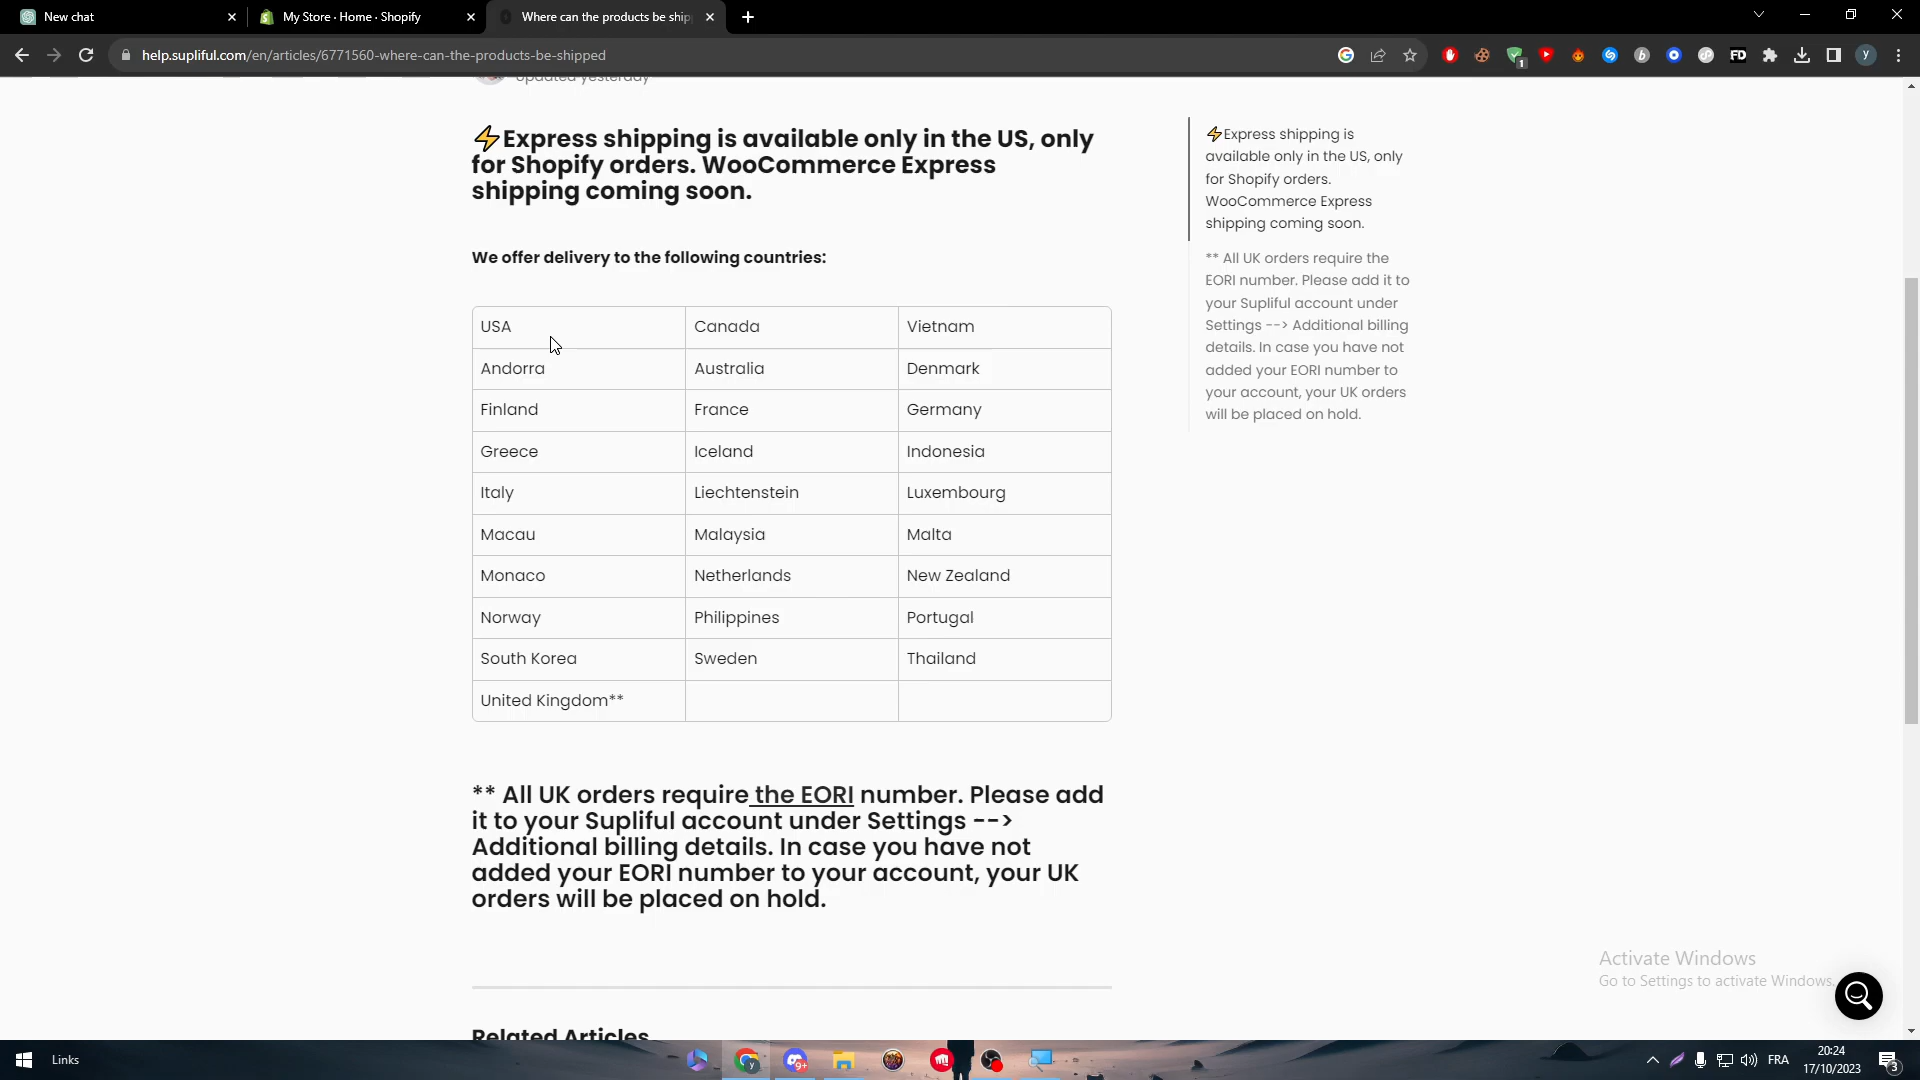 New chat
My Store · Home · Shopify
Where can the products be ship
help.supliful.com/en/articles/6771560-where-can-the-products-be-shipped
Updated yesterday
⚡Express shipping is available only in the US, only
for Shopify orders. WooCommerce Express
shipping coming soon.
We offer delivery to the following countries:
USA Canada Vietnam
Andorra Australia Denmark
Finland France Germany
Greece Iceland Indonesia
Italy Liechtenstein Luxembourg
Macau Malaysia Malta
Monaco Netherlands New Zealand
Norway Philippines Portugal
South Korea Sweden Thailand
United Kingdom**
** All UK orders require the EORI number. Please add
it to your Supliful account under Settings -->
Additional billing details. In case you have not
added your EORI number to your account, your UK
orders will be placed on hold.
Related Articles
⚡Express shipping is
available only in the US, only
for Shopify orders.
WooCommerce Express
shipping coming soon.
** All UK orders require the
EORI number. Please add it to
your Supliful account under
Settings --> Additional billing
details. In case you have not
added your EORI number to
your account, your UK orders
will be placed on hold.
Activate Windows
Go to Settings to activate Windows.
Links
FRA
20:24
17/10/2023
3